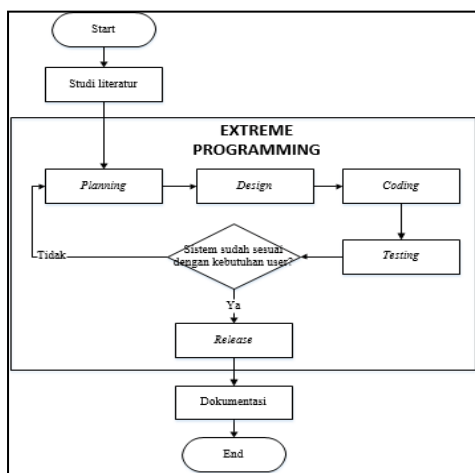 Start
Studi literatur
EXTREME
PROGRAMMING
Planning
Design
Coding
Testing
Sistem sudah sesuai
dengan kebutuhan user?
Tidak
Ya
Release
Dokumentasi
End